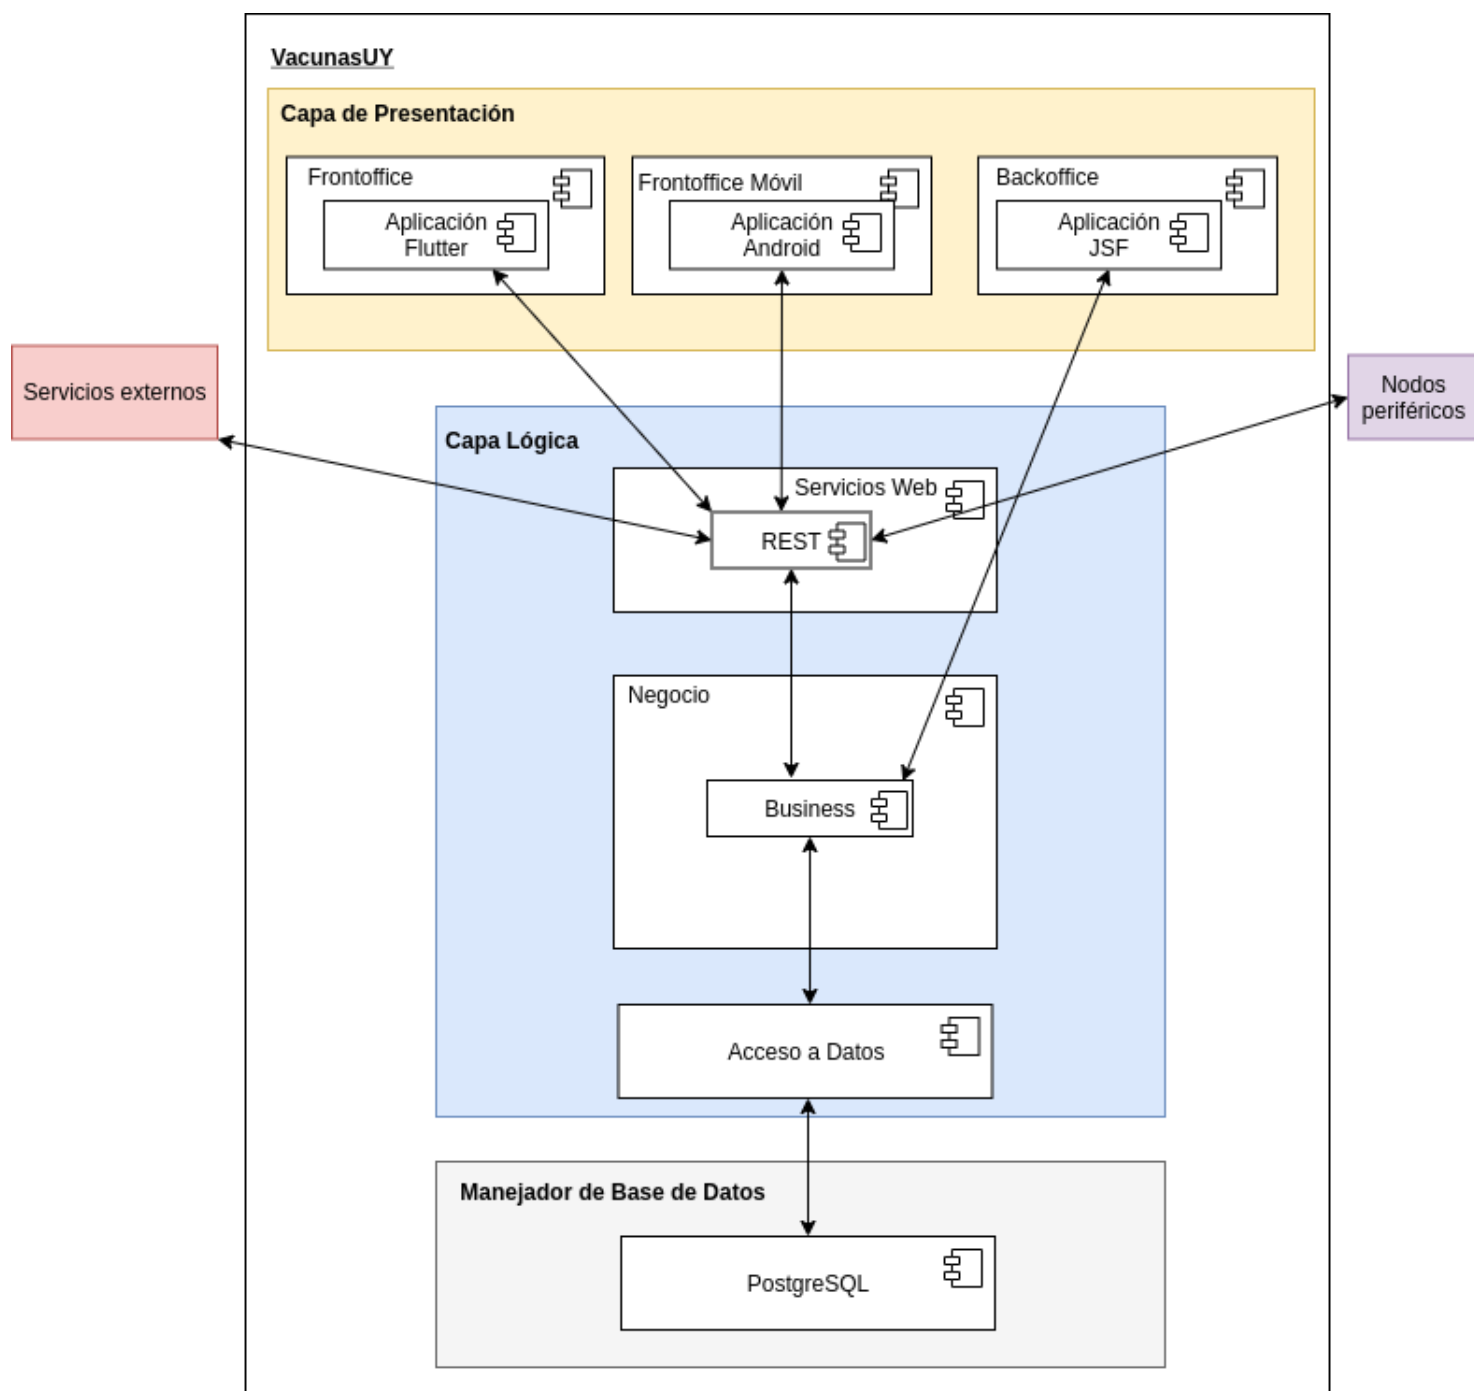 VacunasUY
Capa de Presentación
Frontoffice
Aplicación
Flutter
Frontoffice Móvil
Aplicación
Android
Backoffice
Aplicación
JSF
Servicios externos
Nodos
periféricos
Capa Lógica
Servicios Web
REST
Negocio
Business
Acceso a Datos
Manejador de Base de Datos
PostgreSQL